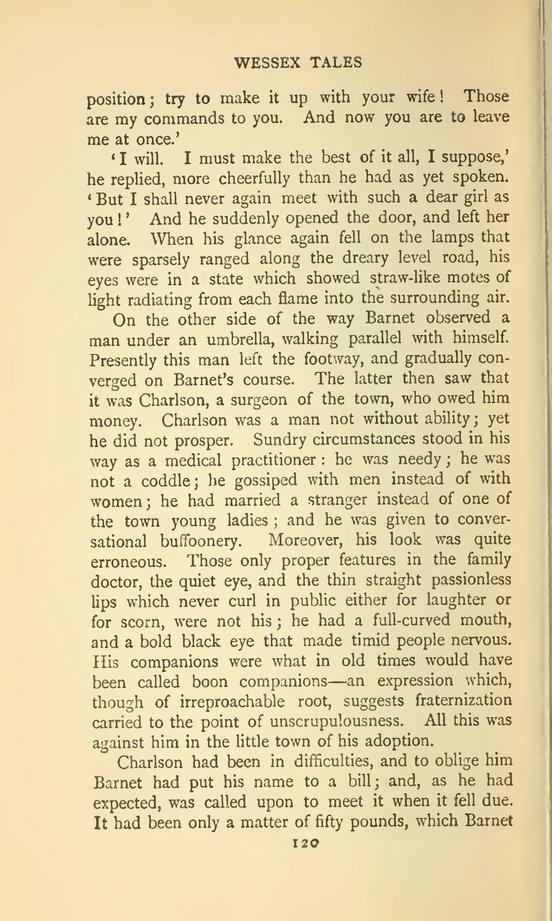 WESSEX TALES
position; try to make it up with your wife! Those
are my commands to you. And now you are to leave
me at once.'
'I will. I must make the best of it all, I suppose,'
he replied, more cheerfully than he had as yet spoken.
'But I shall never again meet with such a dear girl as
you!' And he suddenly opened the door, and left her
alone. When his glance again fell on the lamps that
were sparsely ranged along the dreary level road, his
eyes were in a state which showed straw-like motes of
light radiating from each flame into the surrounding air.
On the other side of the way Barnet observed a
man under an umbrella, walking parallel with himself.
Presently this man left the footway, and gradually con-
verged on Barnet's course. The latter then saw that
it was Charlson, a surgeon of the town, who owed him
money. Charlson was a man not without ability; yet
he did not prosper. Sundry circumstances stood in his
way as a medical practitioner: he was needy; he was
not a coddle; he gossiped with men instead of with
women; he had married a stranger instead of one of
the town young ladies; and he was given to conver-
sational buffoonery. Moreover, his look was quite
erroneous. Those only proper features in the family
doctor, the quiet eye, and the thin straight passionless
lips which never curl in public either for laughter or
for scorn, were not his; he had a full-curved mouth,
and a bold black eye that made timid people nervous.
His companions were what in old times would have
been called boon companions—an expression which,
though of irreproachable root, suggests fraternization
carried to the point of unscrupulousness. All this was
against him in the little town of his adoption.
Charlson had been in difficulties, and to oblige him
Barnet had put his name to a bill; and, as he had
expected, was called upon to meet it when it fell due.
It had been only a matter of fifty pounds, which Barnet
120